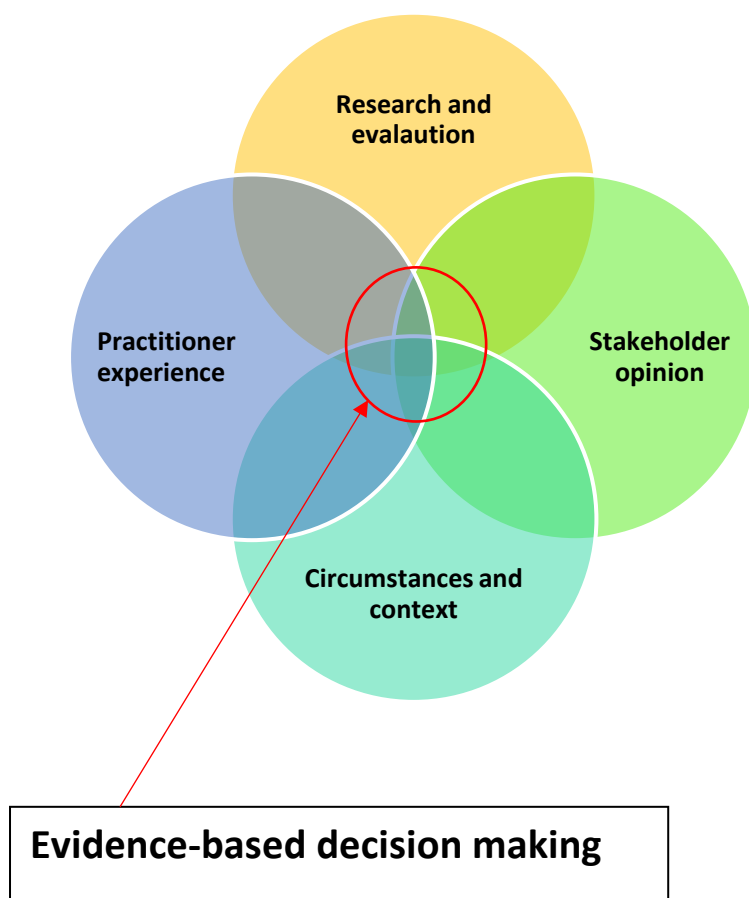 Research and
evalaution
Practitioner
experience
Stakeholder
opinion
Circumstances and
context
Evidence-based decision making